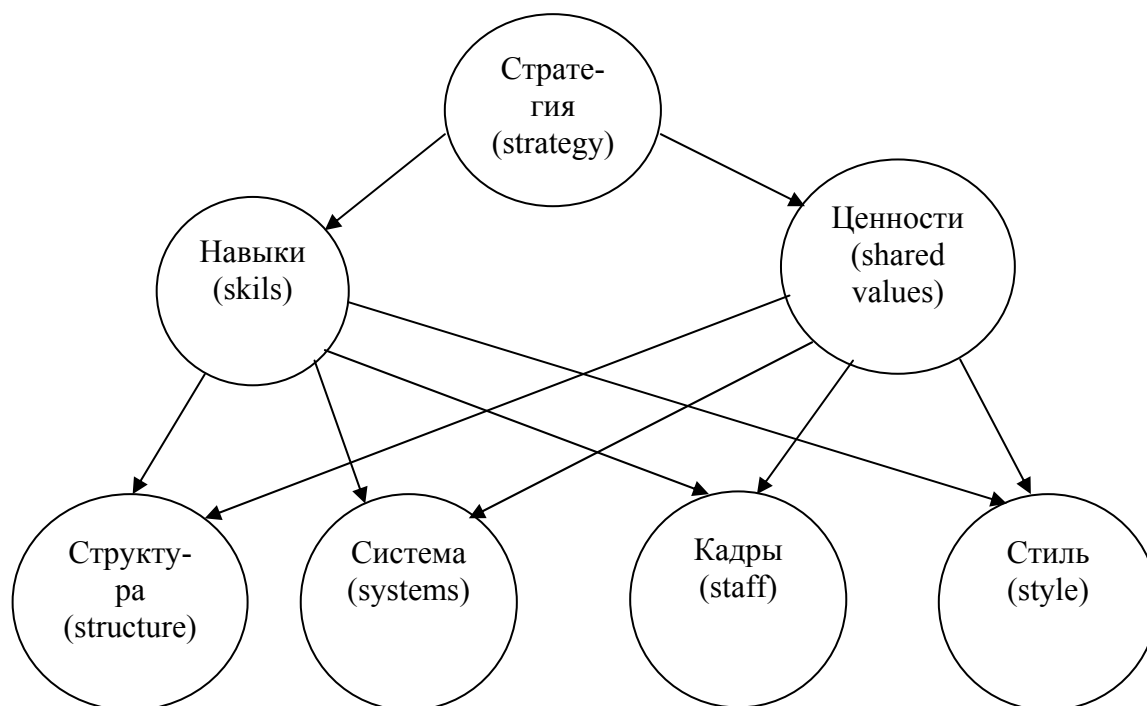 Страте-
гия
(strategy)
Навыки
(skils)
Ценности
(shared
values)
Структу-
ра
(structure)
Система
(systems)
Кадры
(staff)
Стиль
(style)